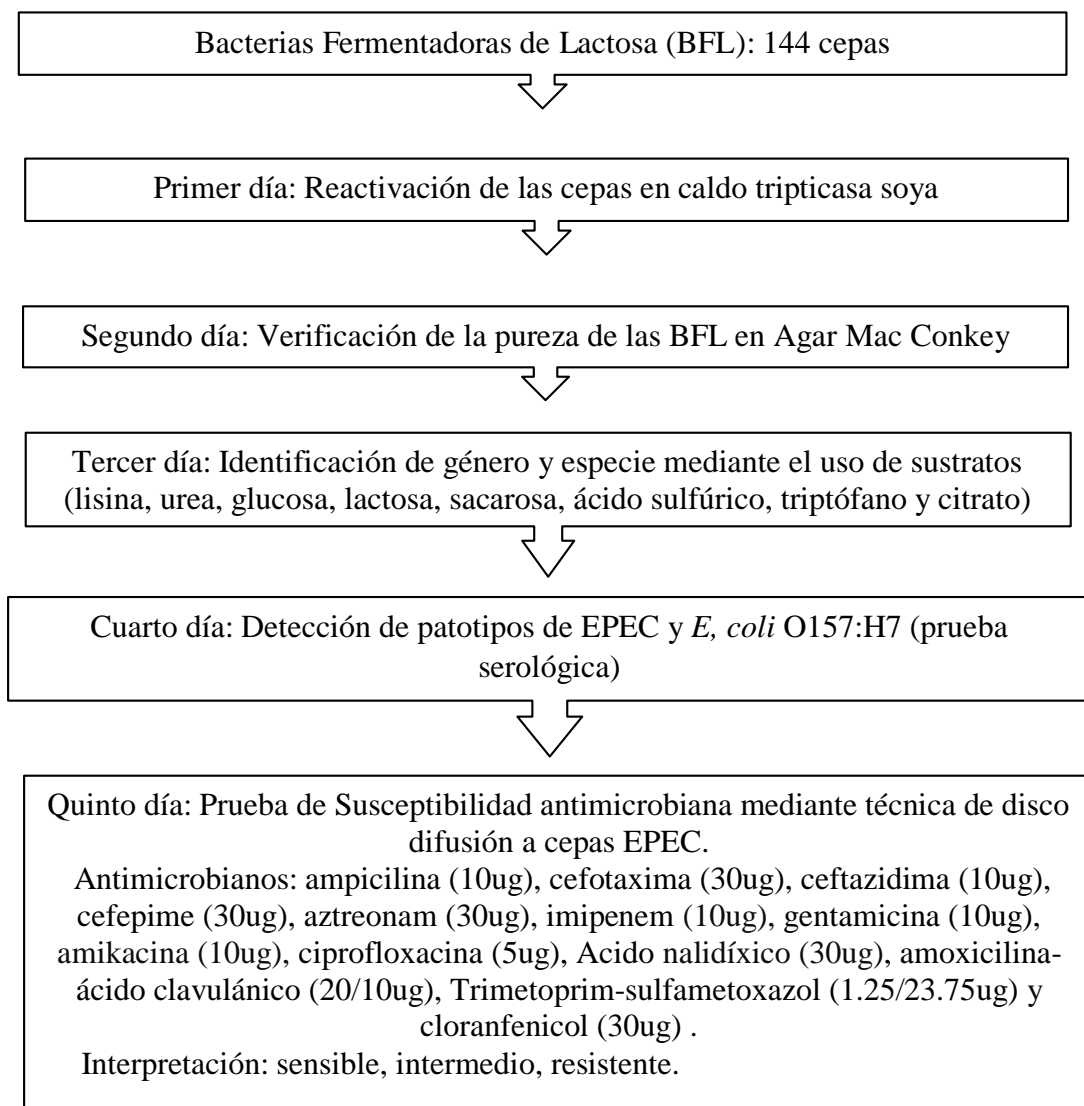 Bacterias Fermentadoras de Lactosa (BFL): 144 cepas
Primer día: Reactivación de las cepas en caldo tripticasa soya
Segundo día: Verificación de la pureza de las BFL en Agar Mac Conkey
Tercer día: Identificación de género y especie mediante el uso de sustratos
(lisina, urea, glucosa, lactosa, sacarosa, ácido sulfúrico, triptófano y citrato)
Cuarto día: Detección de patotipos de EPEC y E, coli O157:H7 (prueba
serológica)
Quinto día: Prueba de Susceptibilidad antimicrobiana mediante técnica de disco
difusión a cepas EPEC.
Antimicrobianos: ampicilina (10ug), cefotaxima (30ug), ceftazidima (10ug),
cefepime (30ug), aztreonam (30ug), imipenem (10ug), gentamicina (10ug),
amikacina (10ug), ciprofloxacina (5ug), Acido nalidíxico (30ug), amoxicilina-
ácido clavulánico (20/10ug), Trimetoprim-sulfametoxazol (1.25/23.75ug) y
cloranfenicol (30ug) .
Interpretación: sensible, intermedio, resistente.